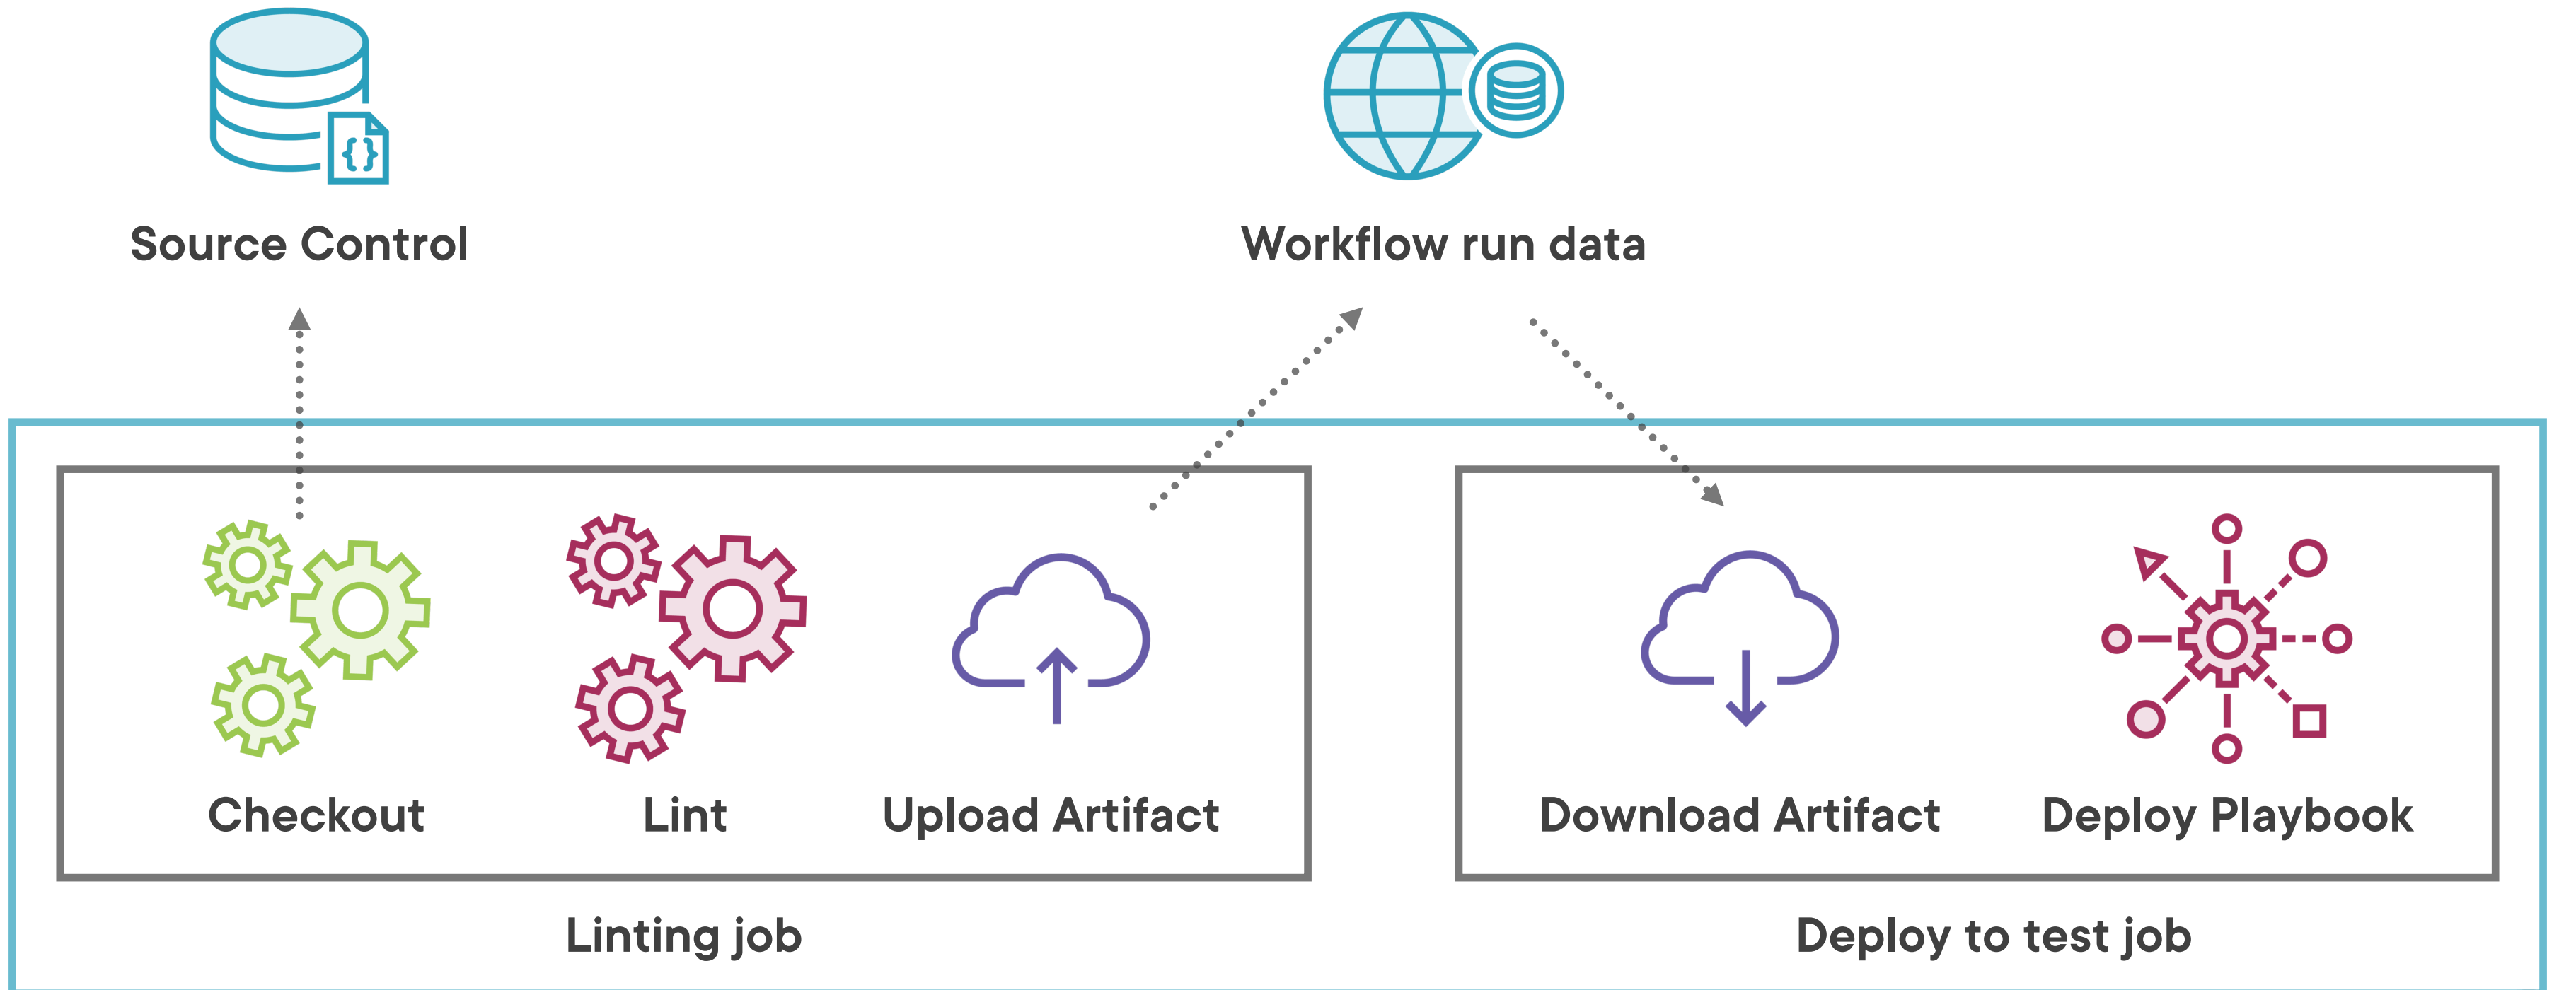 Source Control
Workflow run data
{}
Checkout
Lint
Upload Artifact
Download Artifact
Deploy Playbook
Linting job
Deploy to test job